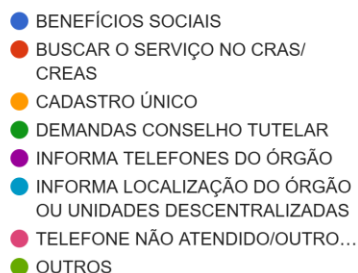 BENEFÍCIOS SOCIAIS
BUSCAR O SERVIÇO NO CRAS/
CREAS
CADASTRO ÚNICO
DEMANDAS CONSELHO TUTELAR
INFORMA TELEFONES DO ÓRGÃO
INFORMA LOCALIZAÇÃO DO ÓRGÃO
OU UNIDADES DESCENTRALIZADAS
TELEFONE NÃO ATENDIDO/OUTRO…
OUTROS